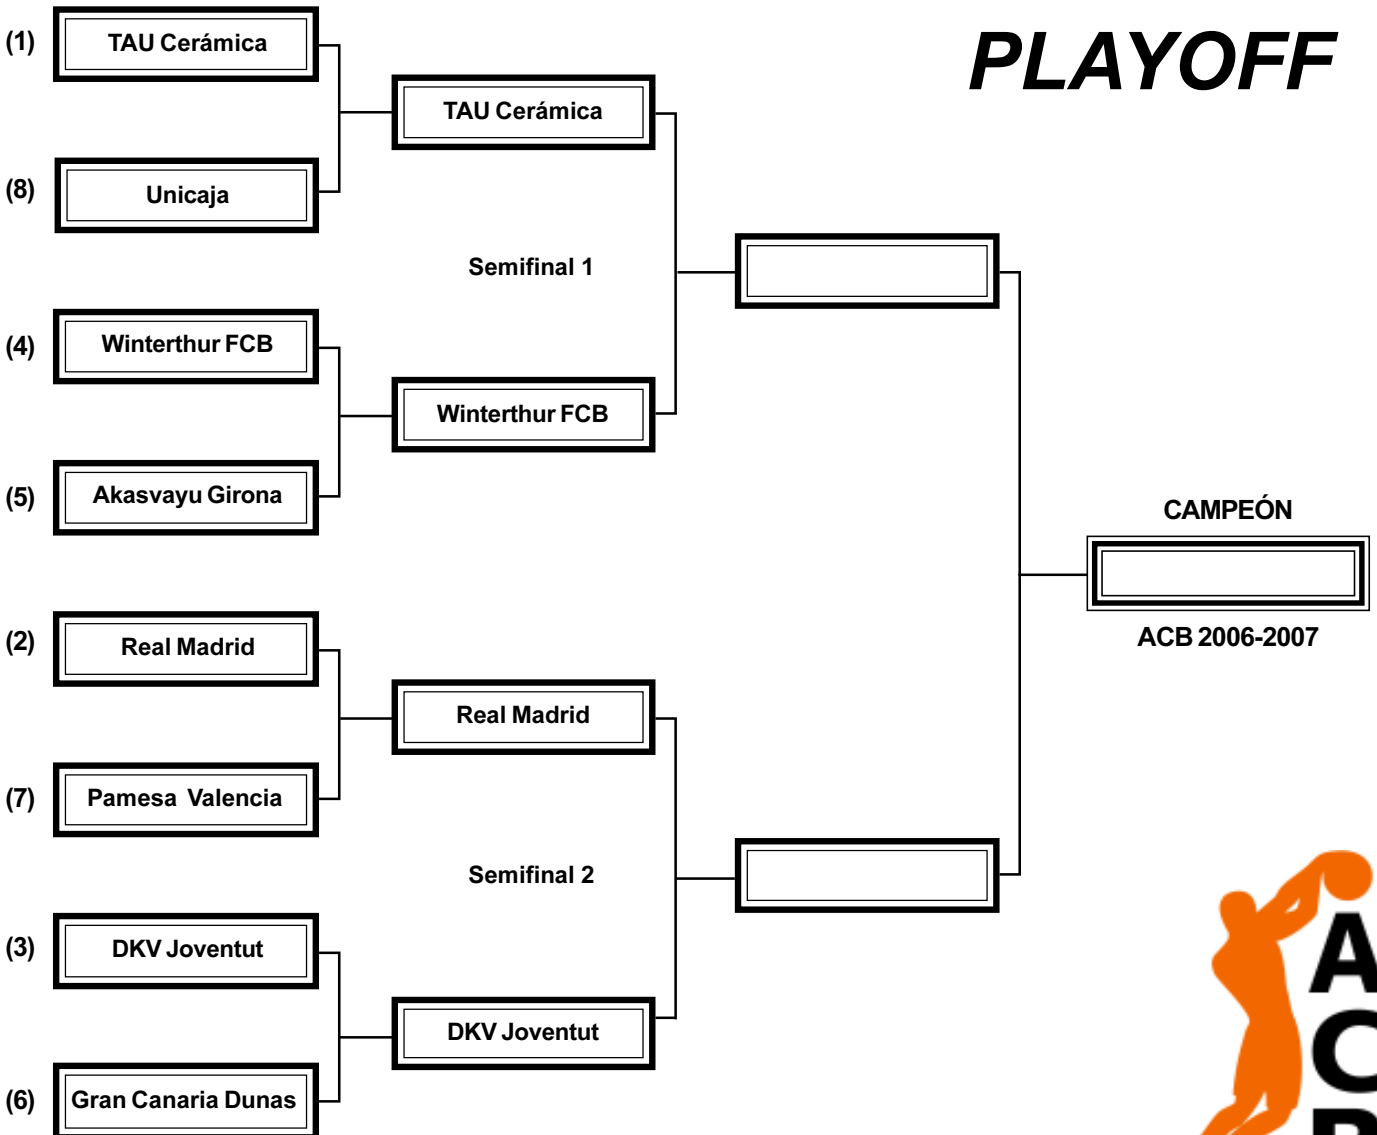 PLAYOFF
(1) TAU Cerámica
TAU Cerámica
(8) Unicaja
Semifinal 1
(4) Winterthur FCB
Winterthur FCB
(5) Akasvayu Girona
CAMPEÓN
ACB 2006-2007
(2) Real Madrid
Real Madrid
(7) Pamesa Valencia
Semifinal 2
(3) DKV Joventut
DKV Joventut
(6) Gran Canaria Dunas
A
C
B